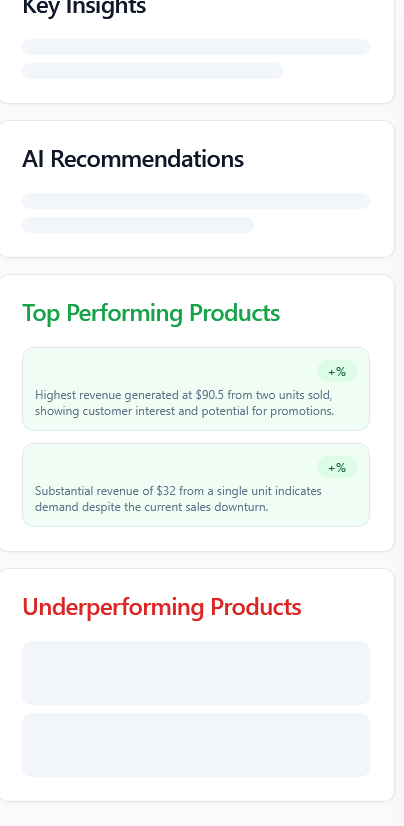 Key Insights
AI Recommendations
Top Performing Products
+%
Highest revenue generated at $90.5 from two units sold,
showing customer interest and potential for promotions.
+%
Substantial revenue of $32 from a single unit indicates
demand despite the current sales downturn.
Underperforming Products